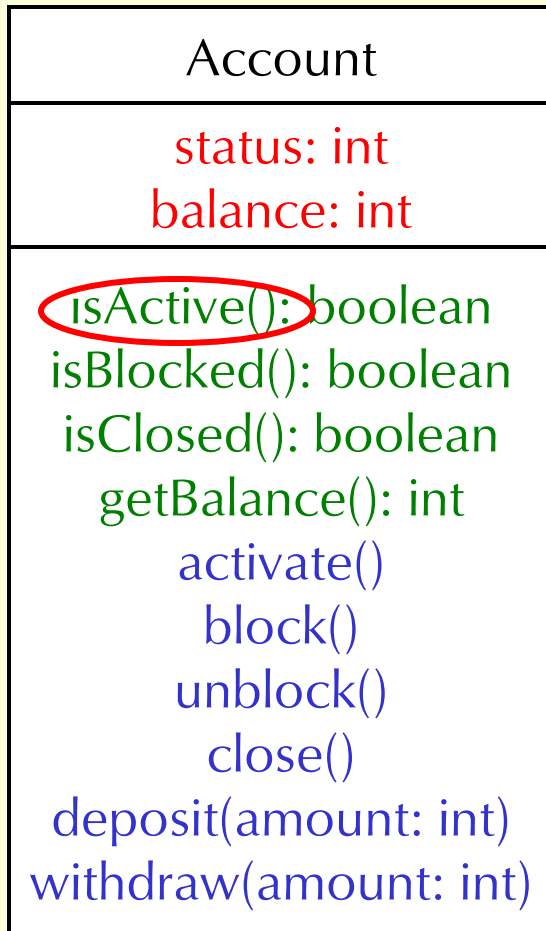 Account
status: int
balance: int
isActive(): boolean
isBlocked(): boolean
isClosed(): boolean
getBalance(): int
activate()
block()
unblock()
close()
deposit(amount: int)
withdraw(amount: int)